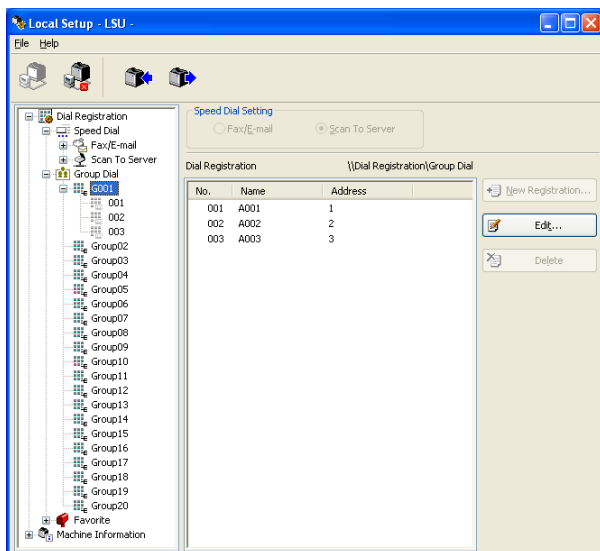 Local Setup - LSU -
File Help
Dial Registration
Speed Dial
Fax/E-mail
Scan To Server
Group Dial
G001
001
002
003
Group02
Group03
Group04
Group05
Group06
Group07
Group08
Group09
Group10
Group11
Group12
Group13
Group14
Group15
Group16
Group17
Group18
Group19
Group20
Favorite
Machine Information
Speed Dial Setting
Fax/E-mail Scan To Server
Dial Registration \\Dial Registration\Group Dial
No. Name Address
001 A001 1
002 A002 2
003 A003 3
New Registration...
Edit...
Delete